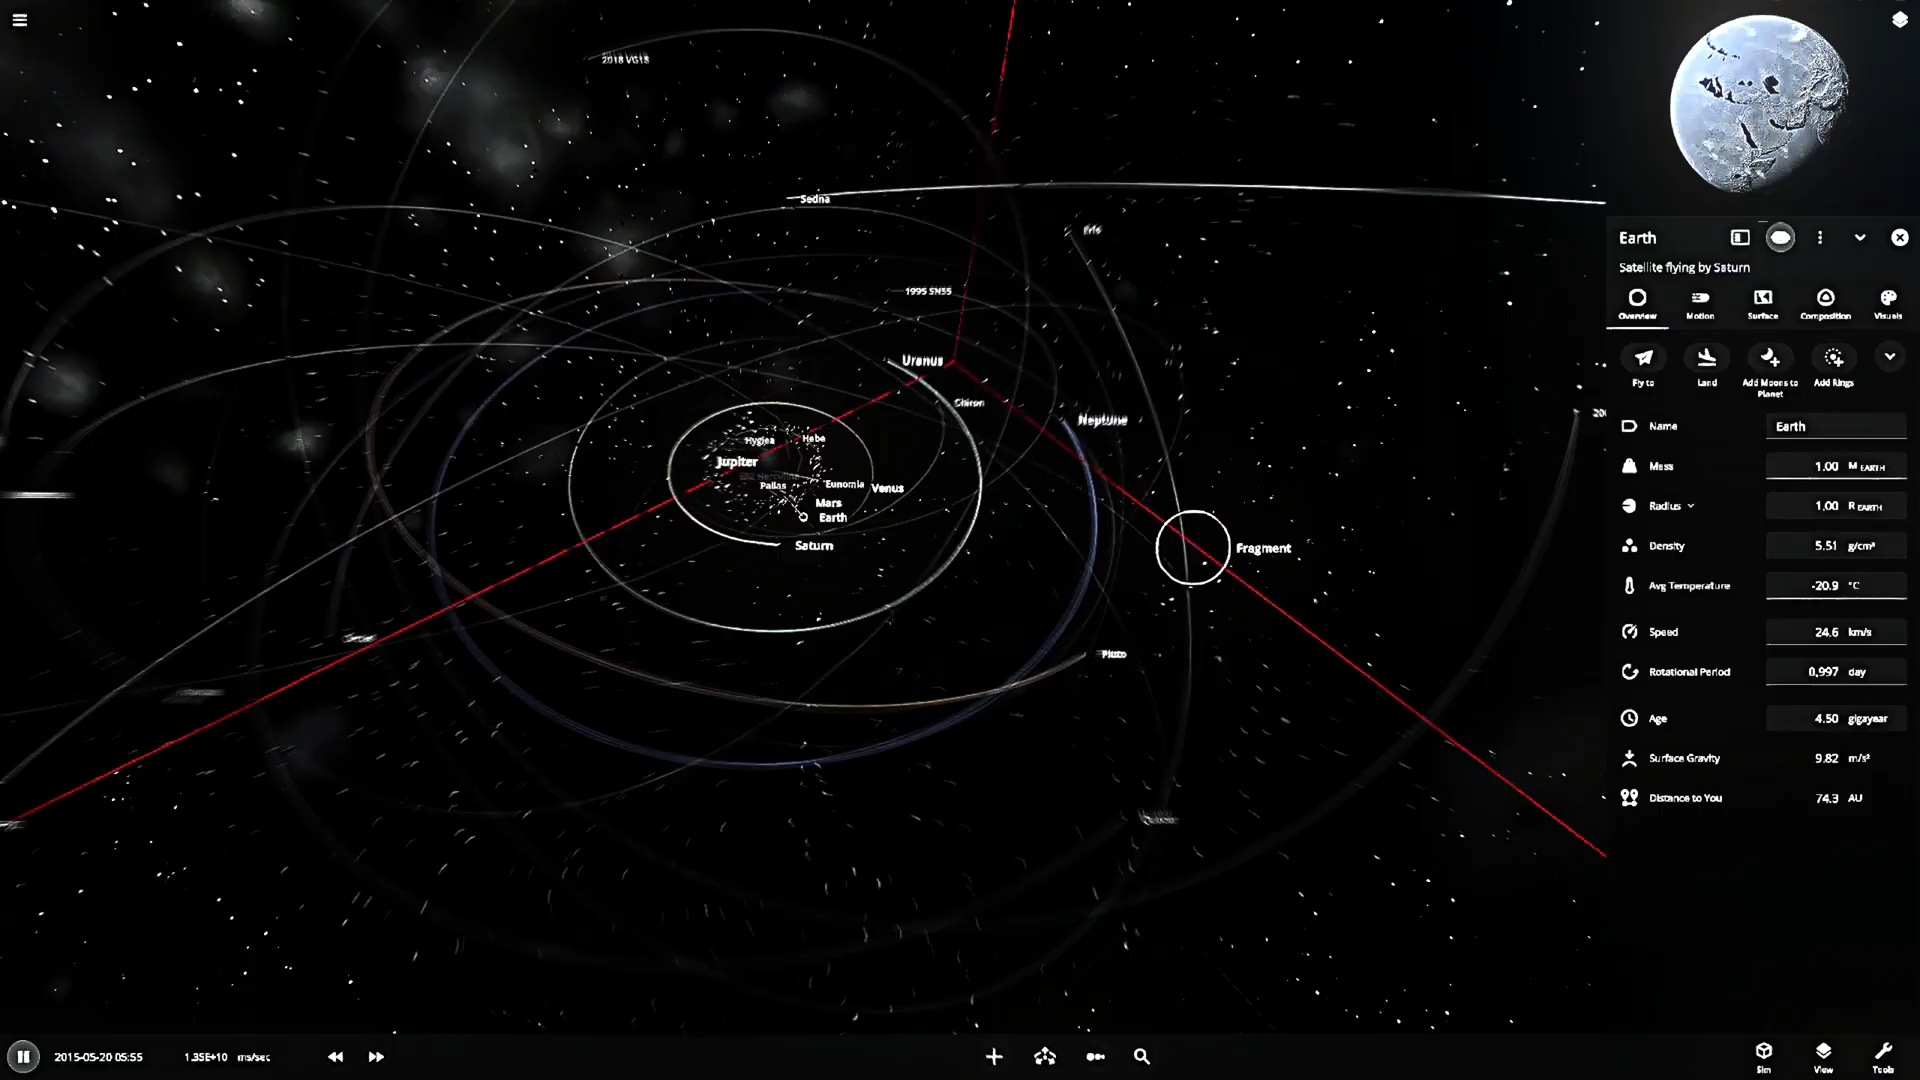 2018 VG18
Sedna
Eris
1995 SN55
Uranus
Chiron
Neptune
Hygiea
Hebe
Jupiter
Pallas
Eunomia
Venus
Mars
Earth
Saturn
Fragment
Pluto
Earth
Satellite flying by Saturn
Overview
Motion
Surface
Composition
Visuals
Fly to
Land
Add Moons to
Planet
Add Rings
Name Earth
Mass 1.00 M EARTH
Radius 1.00 R EARTH
Density 5.51 g/cm³
Avg Temperature -20.9 °C
Speed 24.6 km/s
Rotational Period 0.997 day
Age 4.50 gigayear
Surface Gravity 9.82 m/s²
Distance to You 74.3 AU
2015-05-20 05:55 1.35E+10 ms/sec
Sim
View
Tools